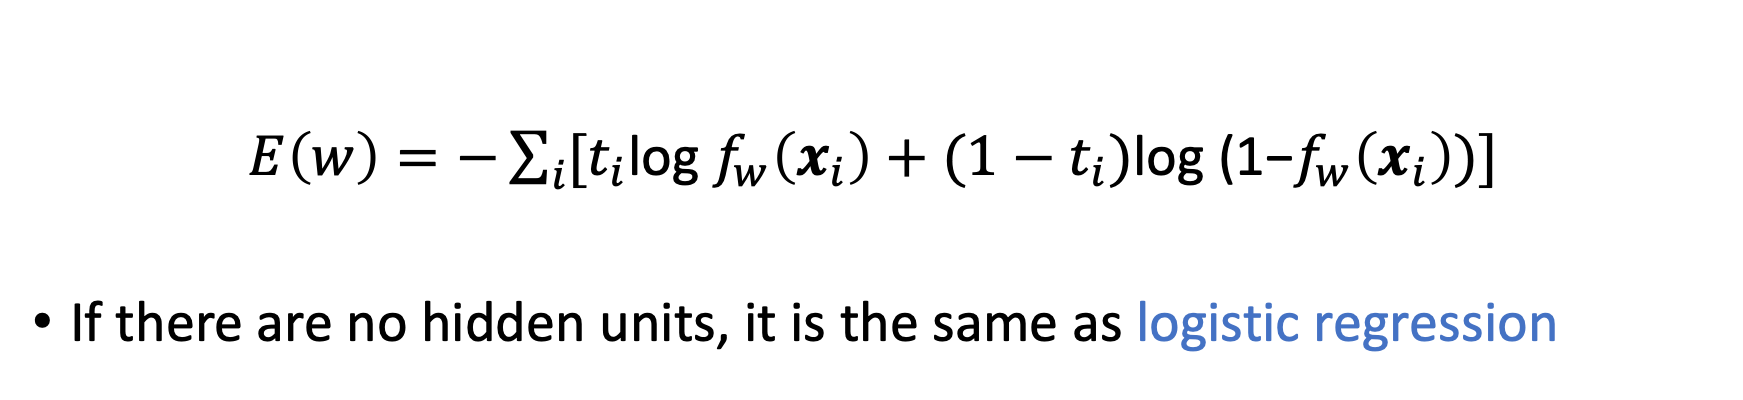 E(w) = −∑ᵢ[tᵢlog f_w(xᵢ) + (1 − tᵢ)log (1−f_w(xᵢ))]
• If there are no hidden units, it is the same as logistic regression